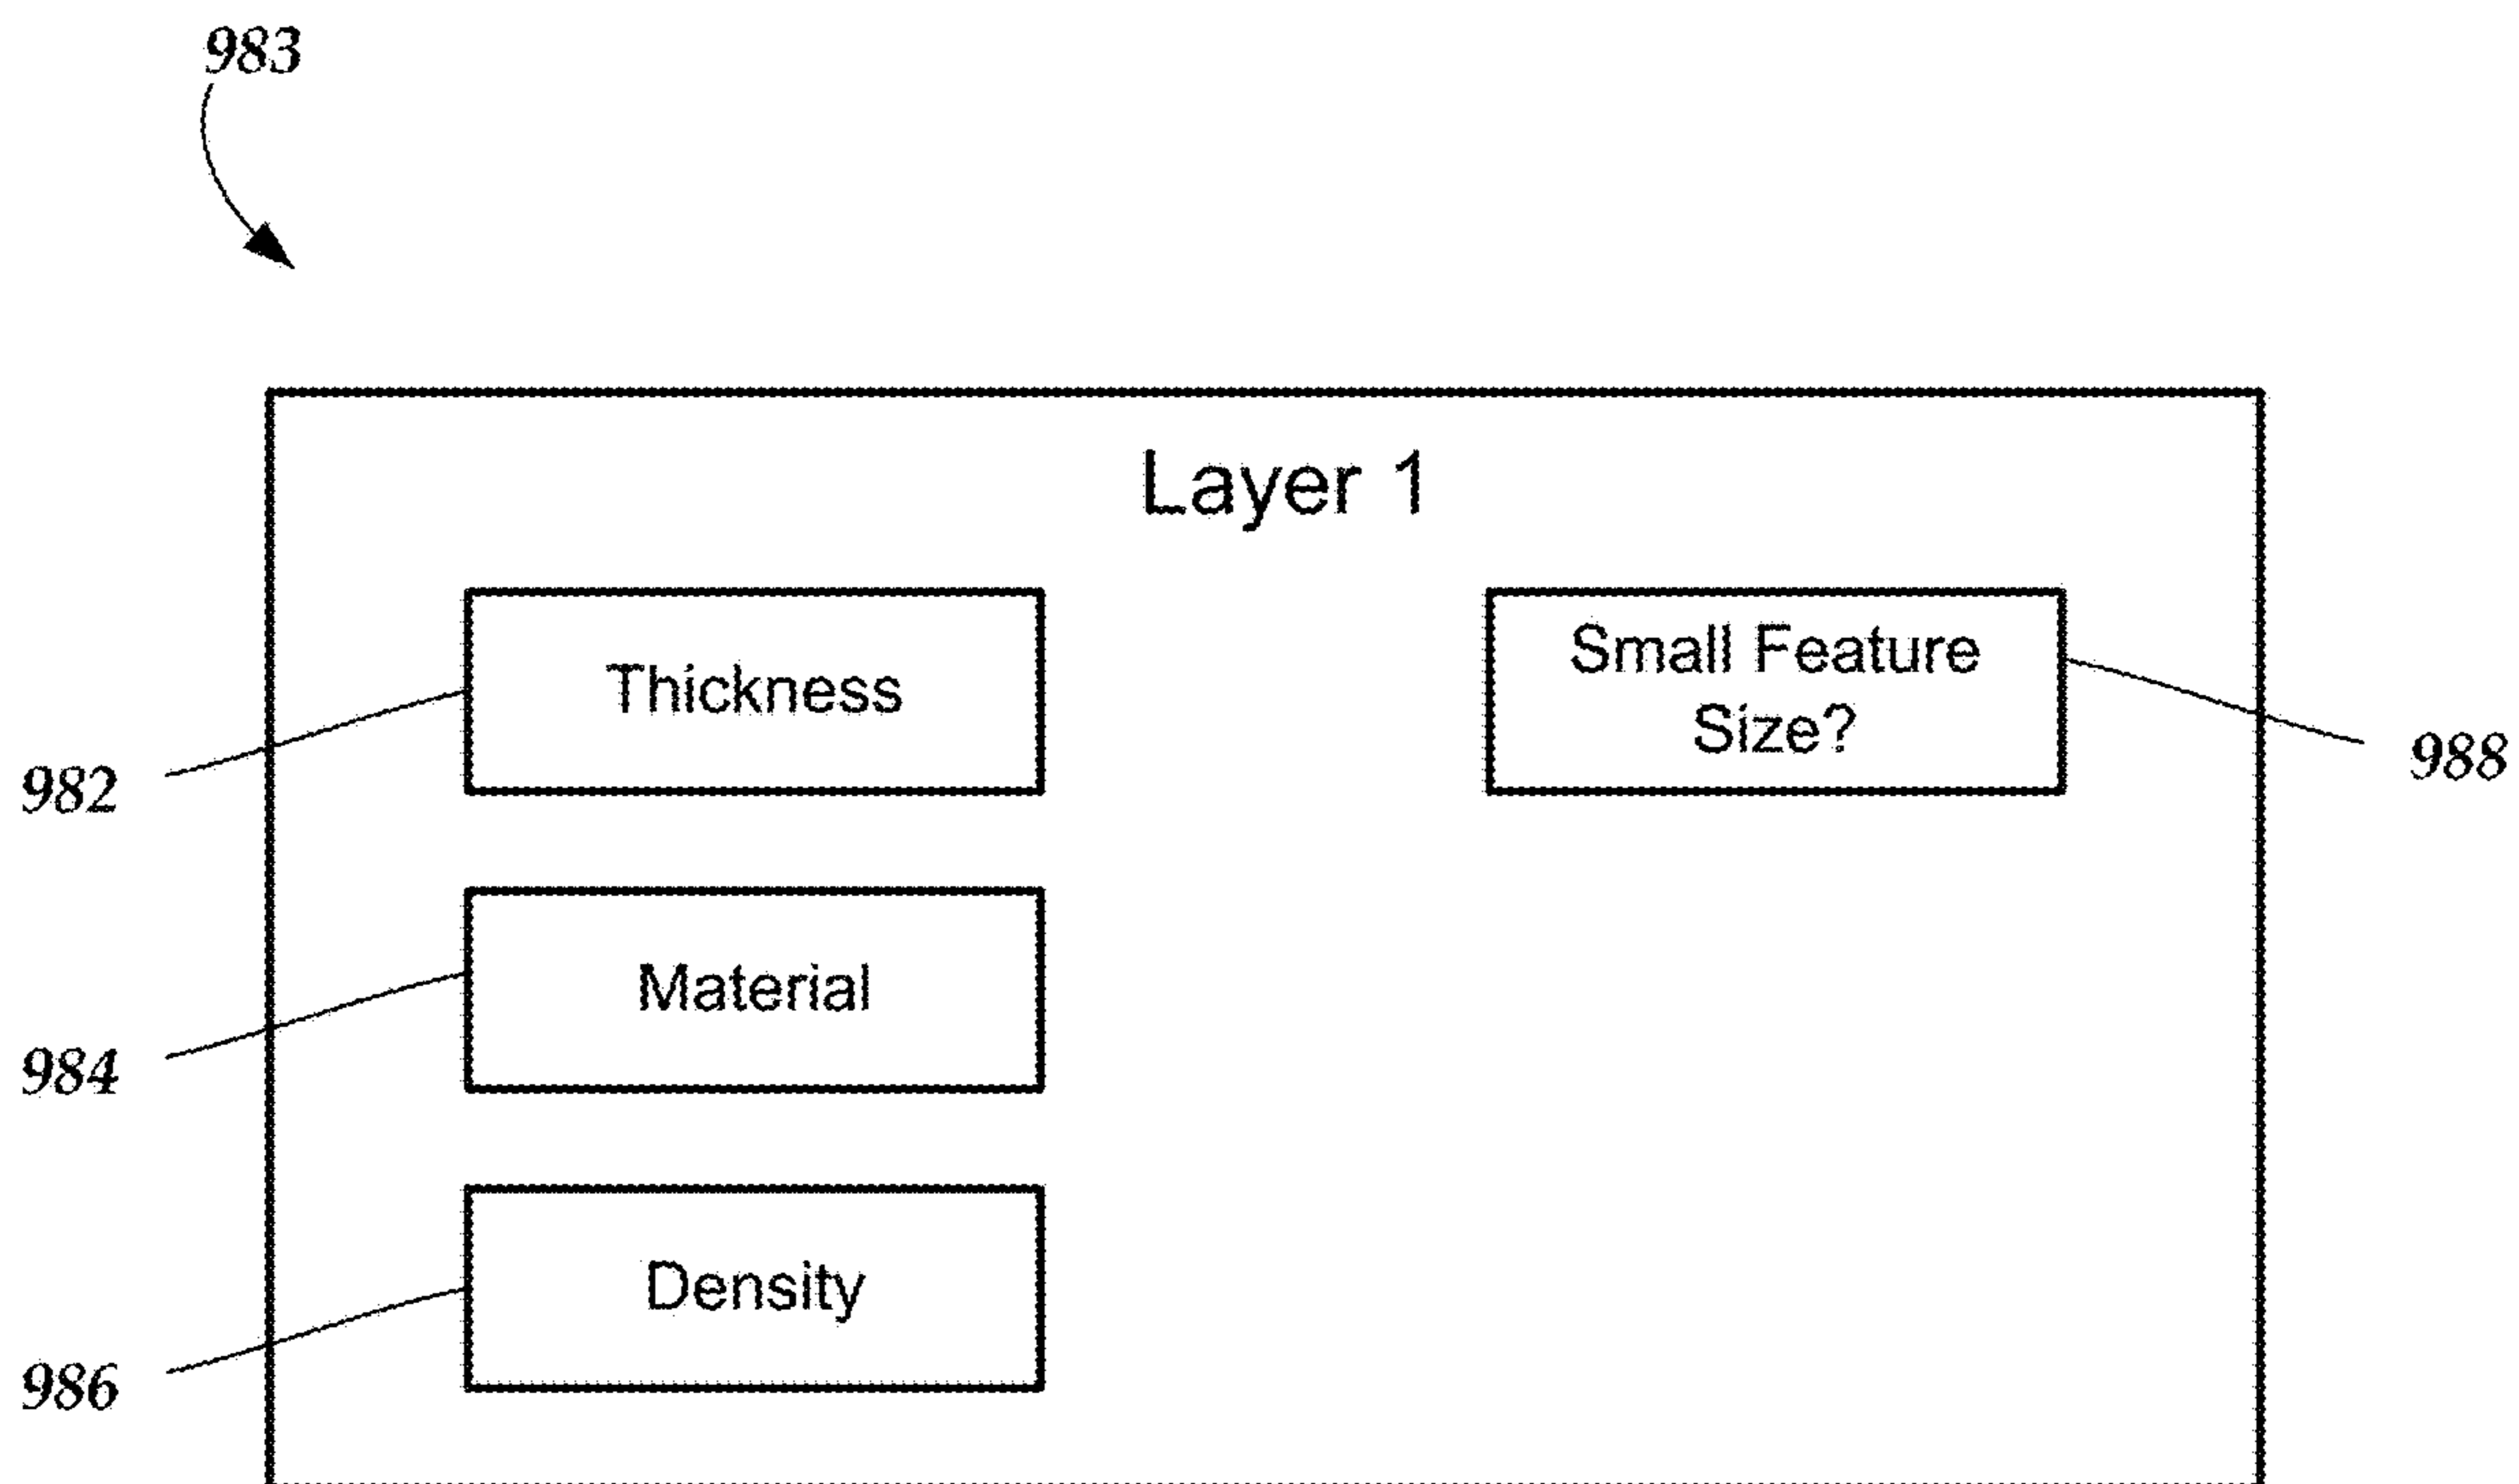 983
Layer 1
Thickness
Small Feature
Size?
982
988
Material
984
Density
986